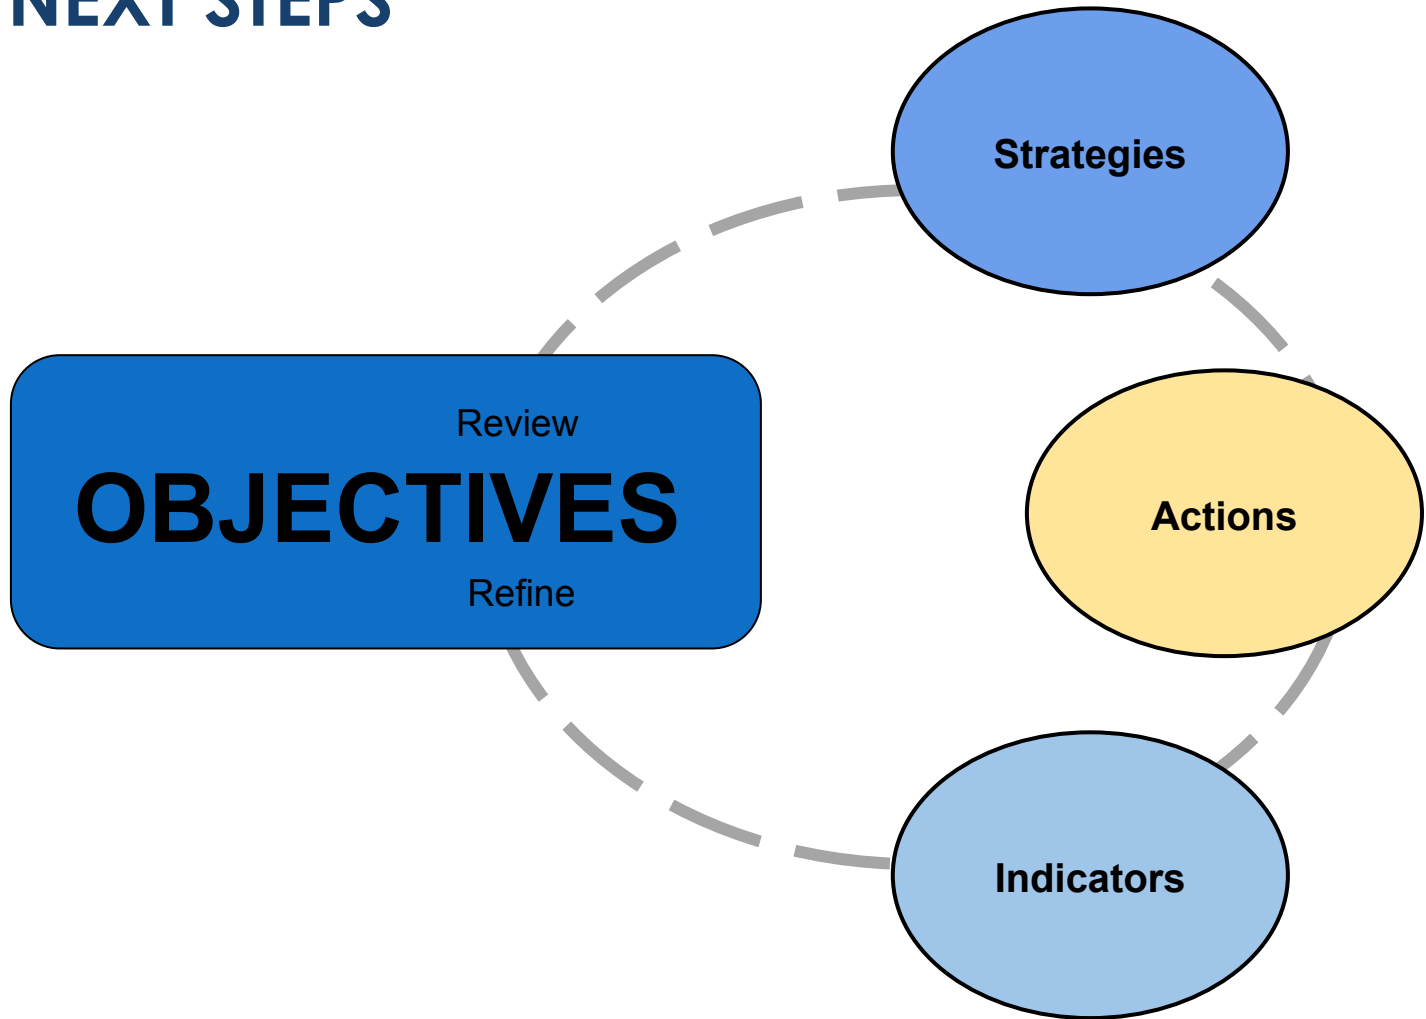 NEXT STEPS
Strategies
Review
OBJECTIVES
Refine
Actions
Indicators